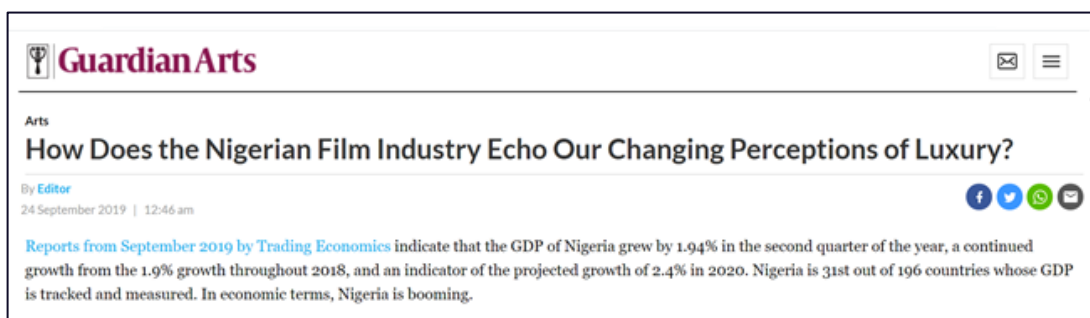 Guardian Arts
Arts
How Does the Nigerian Film Industry Echo Our Changing Perceptions of Luxury?
By Editor
24 September 2019 | 12:46 am
Reports from September 2019 by Trading Economics indicate that the GDP of Nigeria grew by 1.94% in the second quarter of the year, a continued
growth from the 1.9% growth throughout 2018, and an indicator of the projected growth of 2.4% in 2020. Nigeria is 31st out of 196 countries whose GDP
is tracked and measured. In economic terms, Nigeria is booming.